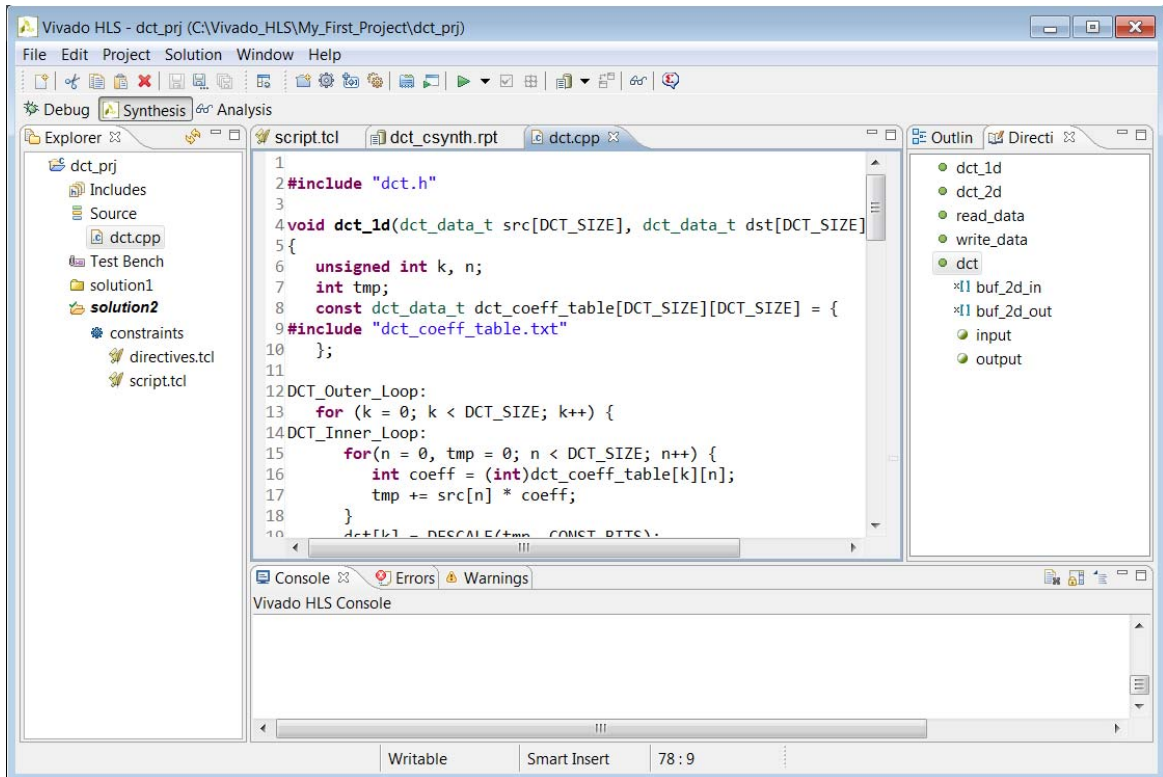 Vivado HLS - dct_prj (C:\Vivado_HLS\My_First_Project\dct_prj)
File Edit Project Solution Window Help
Debug Synthesis Analysis
Explorer
dct_prj
Includes
Source
dct.cpp
Test Bench
solution1
solution2
constraints
directives.tcl
script.tcl
script.tcl dct_csynth.rpt dct.cpp
1
2 #include "dct.h"
3
4 void dct_1d(dct_data_t src[DCT_SIZE], dct_data_t dst[DCT_SIZE]
5 {
6 unsigned int k, n;
7 int tmp;
8 const dct_data_t dct_coeff_table[DCT_SIZE][DCT_SIZE] = {
9 #include "dct_coeff_table.txt"
10 };
11
12 DCT_Outer_Loop:
13 for (k = 0; k < DCT_SIZE; k++) {
14 DCT_Inner_Loop:
15 for(n = 0, tmp = 0; n < DCT_SIZE; n++) {
16 int coeff = (int)dct_coeff_table[k][n];
17 tmp += src[n] * coeff;
18 }
19 dst[k] = DESCALE(tmp, CONST_BITS);
Outlin Directi
dct_1d
dct_2d
read_data
write_data
dct
×[] buf_2d_in
×[] buf_2d_out
input
output
Console Errors Warnings
Vivado HLS Console
Writable Smart Insert 78 : 9